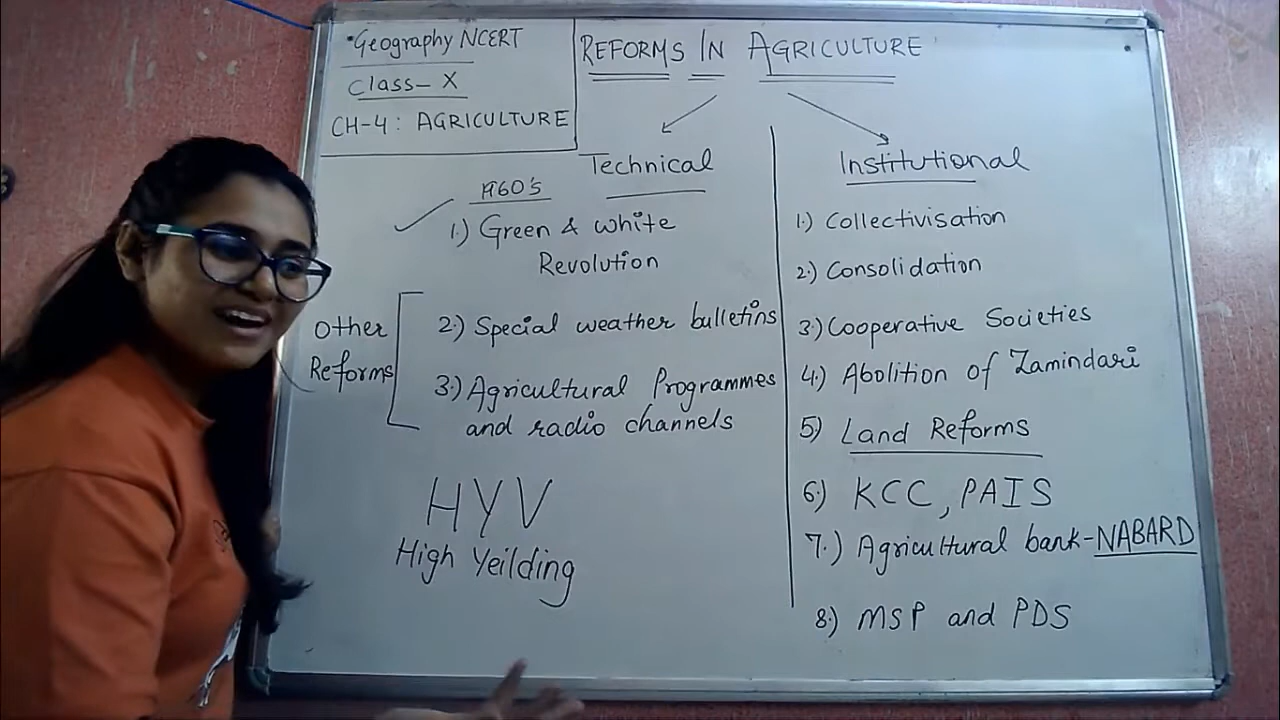 Geography NCERT
Class-X
CH-4: AGRICULTURE
REFORMS IN AGRICULTURE
Technical
1960's
1.) Green & white
Revolution
Other
Reforms
2.) Special weather bulletins
3.) Agricultural Programmes
and radio channels
HYV
High Yeilding
Institutional
1.) Collectivisation
2.) Consolidation
3.) Cooperative Societies
4.) Abolition of Zamindari
5) Land Reforms
6.) KCC, PAIS
7.) Agricultural bank-NABARD
8.) MSP and PDS